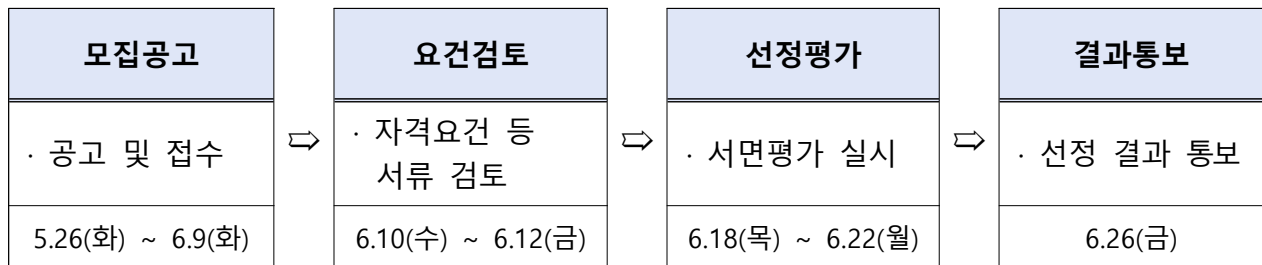 모집공고
· 공고 및 접수
5.26(화) ~ 6.9(화)
⇨
요건검토
· 자격요건 등
서류 검토
6.10(수) ~ 6.12(금)
⇨
선정평가
· 서면평가 실시
6.18(목) ~ 6.22(월)
⇨
결과통보
· 선정 결과 통보
6.26(금)